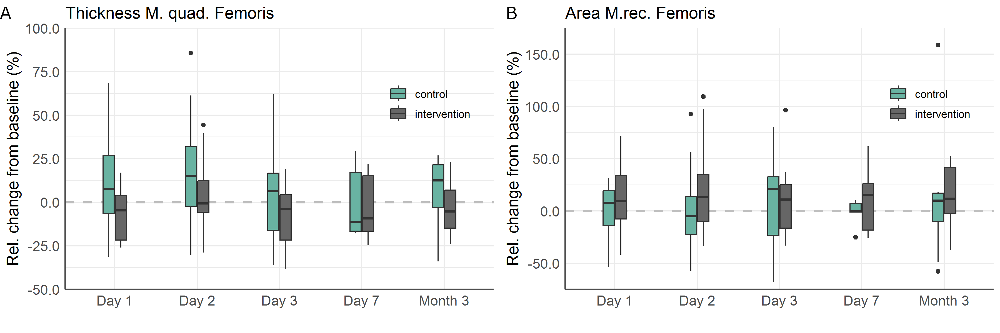 A Thickness M. quad. Femoris
Rel. change from baseline (%)
100.0
75.0
50.0
25.0
0.0
-25.0
-50.0
control
intervention
Day 1 Day 2 Day 3 Day 7 Month 3
B Area M.rec. Femoris
Rel. change from baseline (%)
150.0
100.0
50.0
0.0
-50.0
control
intervention
Day 1 Day 2 Day 3 Day 7 Month 3